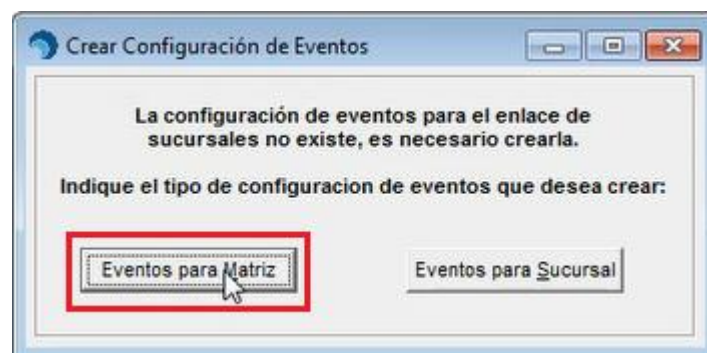 Crear Configuración de Eventos
La configuración de eventos para el enlace de
sucursales no existe, es necesario crearla.
Indique el tipo de configuracion de eventos que desea crear:
Eventos para Matriz
Eventos para Sucursal